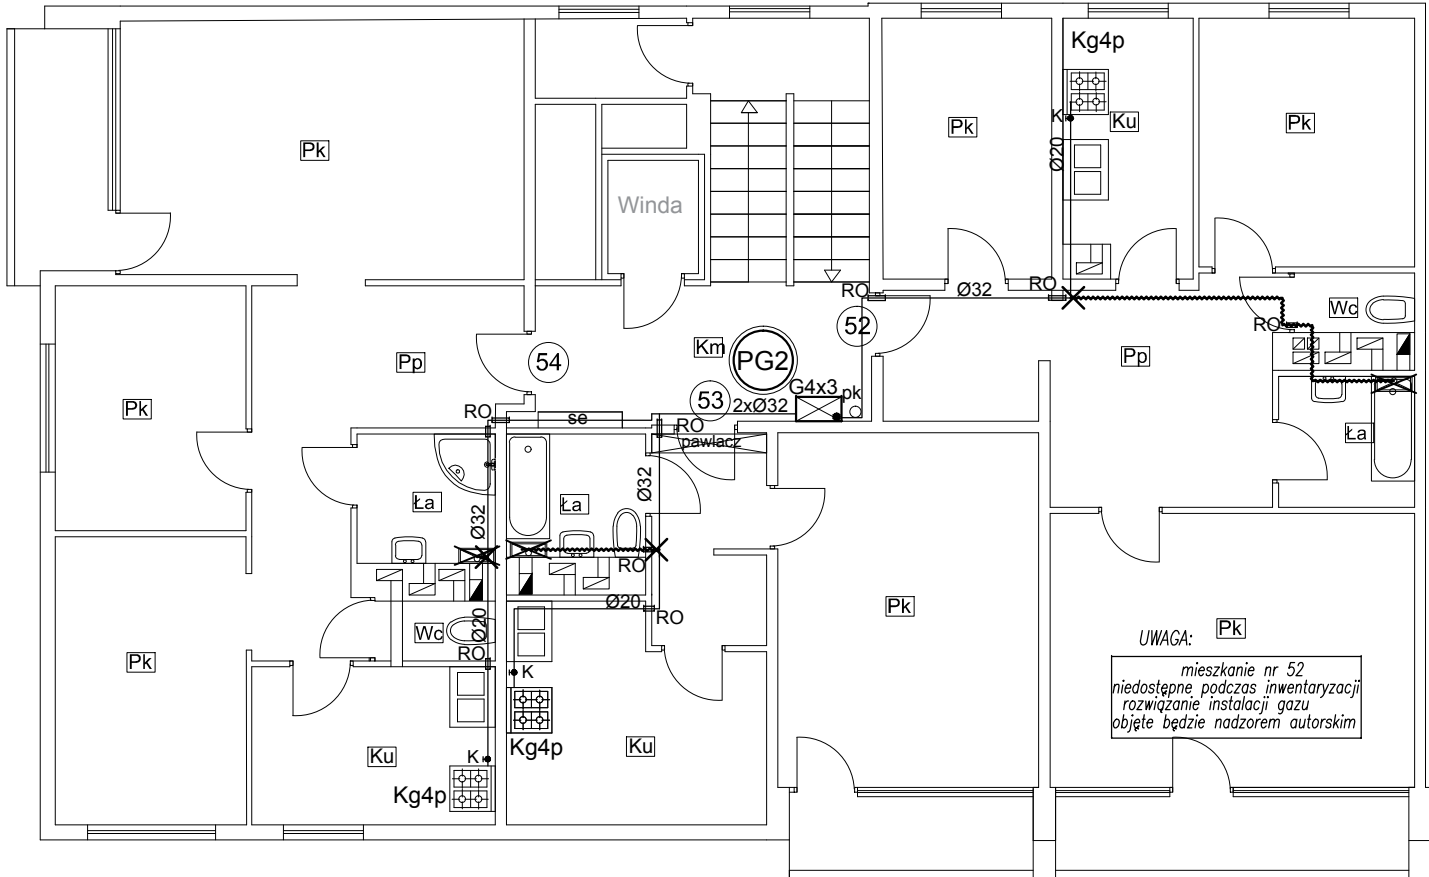 Kg4p
Pk
Pk
K
Ku
Pk
Ø20
Winda
RO
Ø32
RO
Wc
52
RO
Km
PG2
Pp
54
Pp
G4x3
pk
53
2xØ32
Pk
RO
se
RO
pawlacz
Ła
Ła
Ła
Ø32
Ø32
RO
Ø20
RO
Pk
Wc
Ø20
RO
Pk
UWAGA:
Pk
K
mieszkanie nr 52
niedostępne podczas inwentaryzacji
rozwiązanie instalacji gazu
objęte będzie nadzorem autorskim
Kg4p
Ku
Ku
K
Kg4p